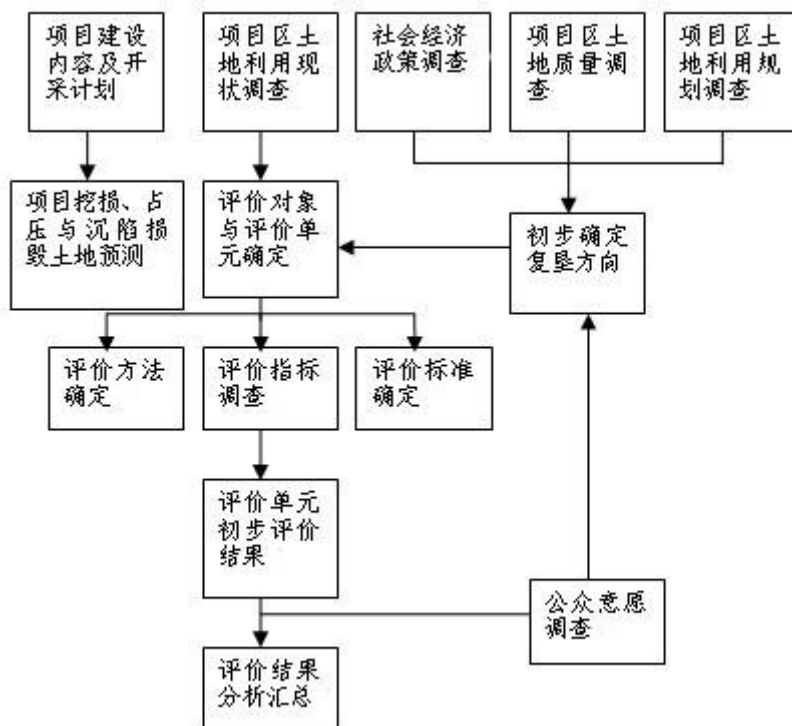 项目建设
内容及开
采计划
项目区土
地利用现
状调查
社会经济
政策调查
项目区土
地质量调
查
项目区土
地利用规
划调查
项目挖损、占
压与沉陷损
毁土地预测
评价对象
与评价单
元确定
初步确定
复垦方向
评价方法
确定
评价指标
调查
评价标准
确定
评价单元
初步评价
结果
公众意愿
调查
评价结果
分析汇总